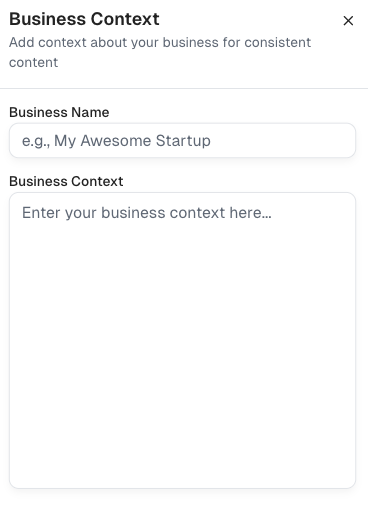 Business Context
Add context about your business for consistent
content
Business Name
e.g., My Awesome Startup
Business Context
Enter your business context here...